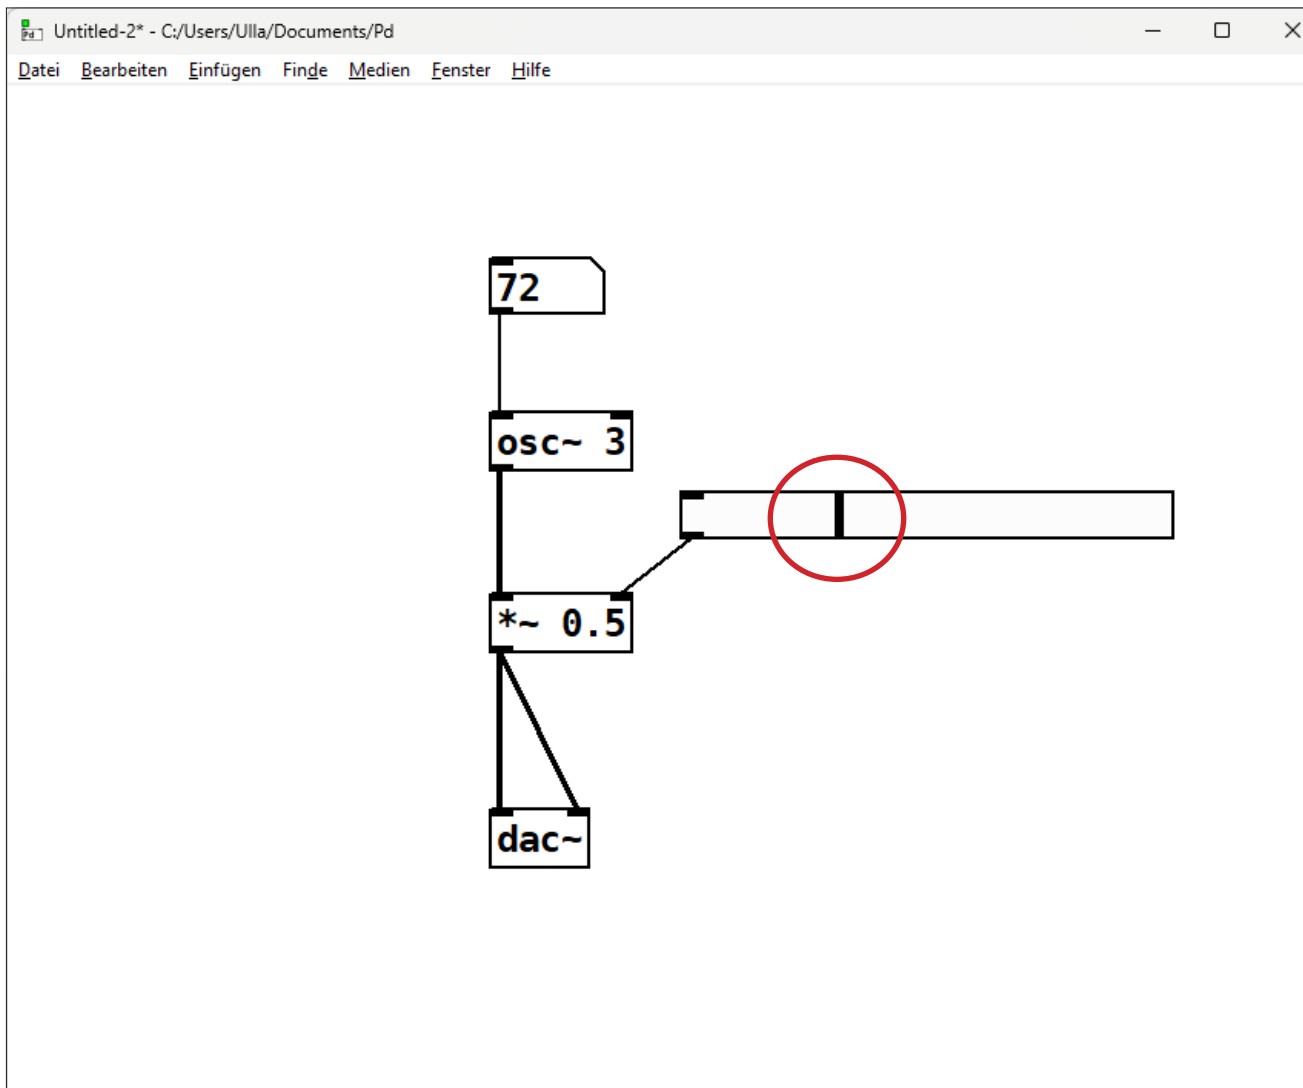 Pd Untitled-2* - C:/Users/Ulla/Documents/Pd
Datei Bearbeiten Einfügen Finde Medien Fenster Hilfe
72
osc~ 3
*~ 0.5
dac~